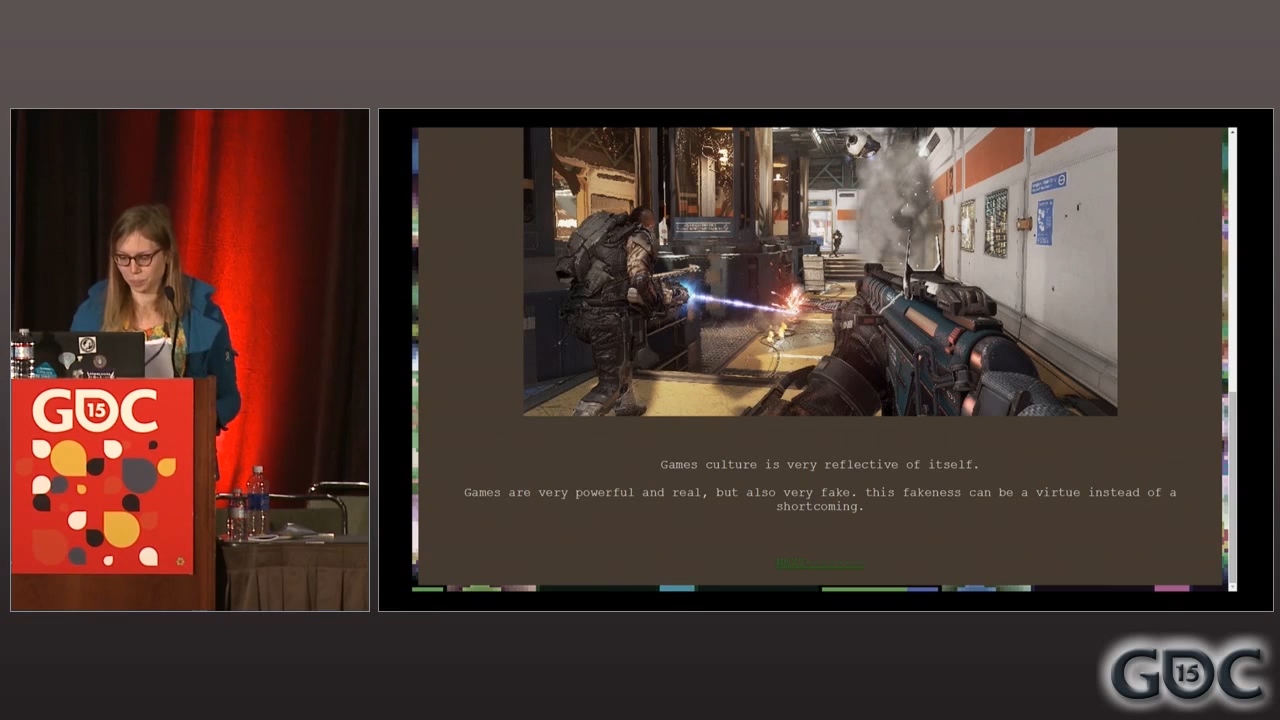 GDC
15
Games culture is very reflective of itself.
Games are very powerful and real, but also very fake. this fakeness can be a virtue instead of a
shortcoming.
GDC
15